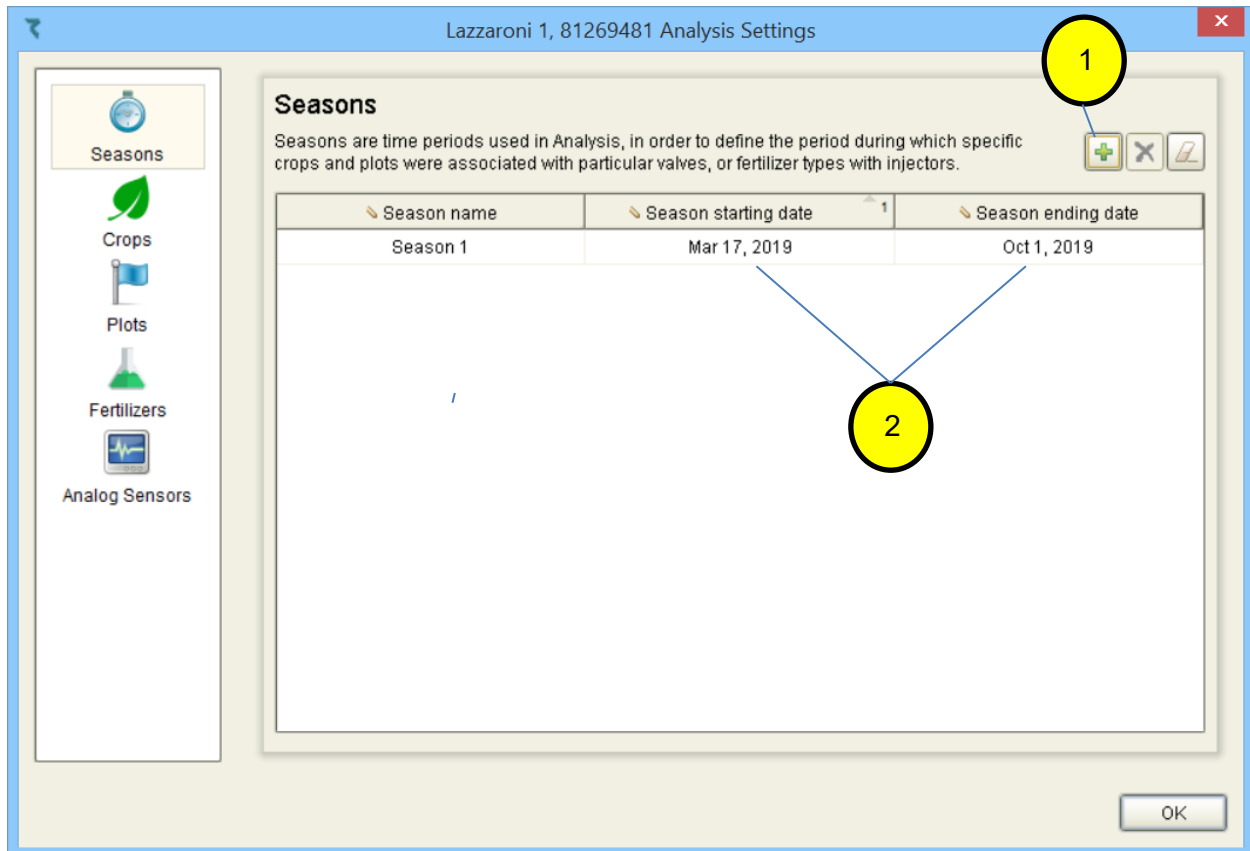 Lazzaroni 1, 81269481 Analysis Settings
1
Seasons
Crops
Plots
Fertilizers
Analog Sensors
Seasons
Seasons are time periods used in Analysis, in order to define the period during which specific
crops and plots were associated with particular valves, or fertilizer types with injectors.
Season name Season starting date 1 Season ending date
Season 1 Mar 17, 2019 Oct 1, 2019
2
OK